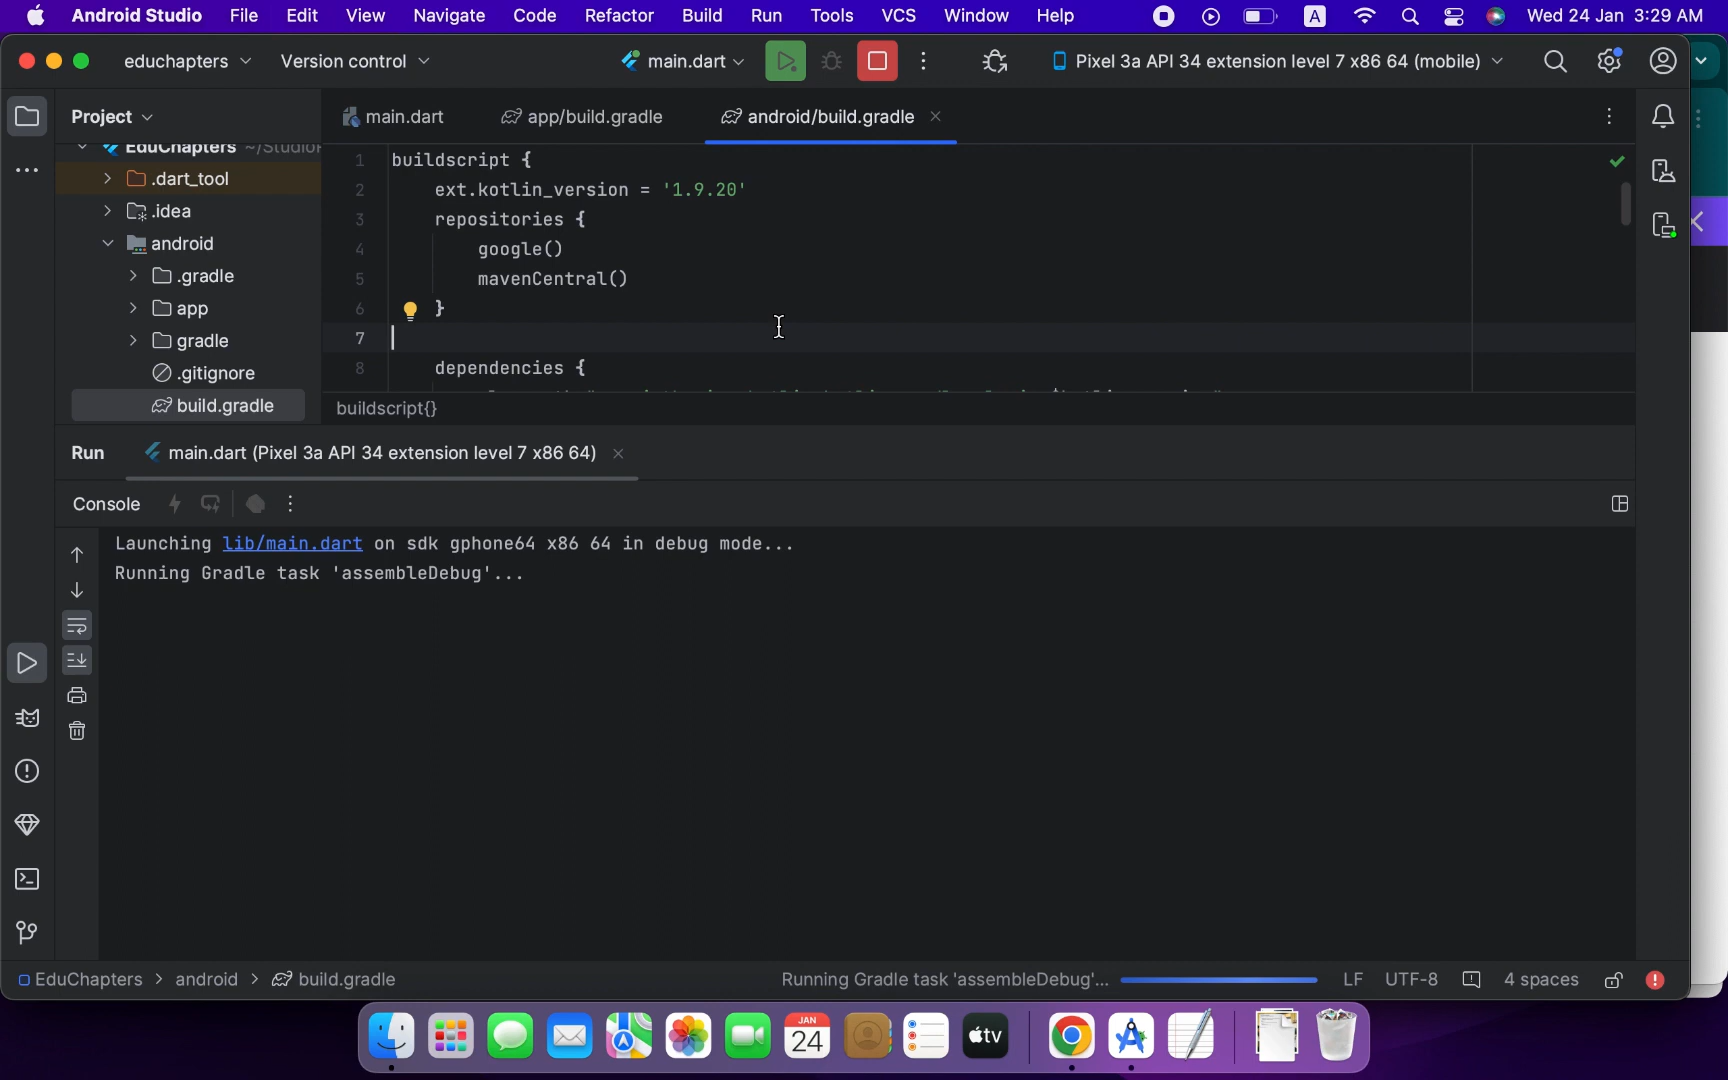 Android Studio File Edit View Navigate Code Refactor Build Run Tools VCS Window Help A Wed 24 Jan 3:29 AM
educhapters Version control main.dart Pixel 3a API 34 extension level 7 x86 64 (mobile)
Project main.dart app/build.gradle android/build.gradle
EduChapters ~/Studio
.dart_tool
.idea
android
.gradle
app
gradle
.gitignore
build.gradle
1 buildscript {
2 ext.kotlin_version = '1.9.20'
3 repositories {
4 google()
5 mavenCentral()
6 }
7
8 dependencies {
buildscript{}
Run main.dart (Pixel 3a API 34 extension level 7 x86 64)
Console
Launching lib/main.dart on sdk gphone64 x86 64 in debug mode...
Running Gradle task 'assembleDebug'...
EduChapters > android > build.gradle Running Gradle task 'assembleDebug'... LF UTF-8 4 spaces
JAN
24
tv